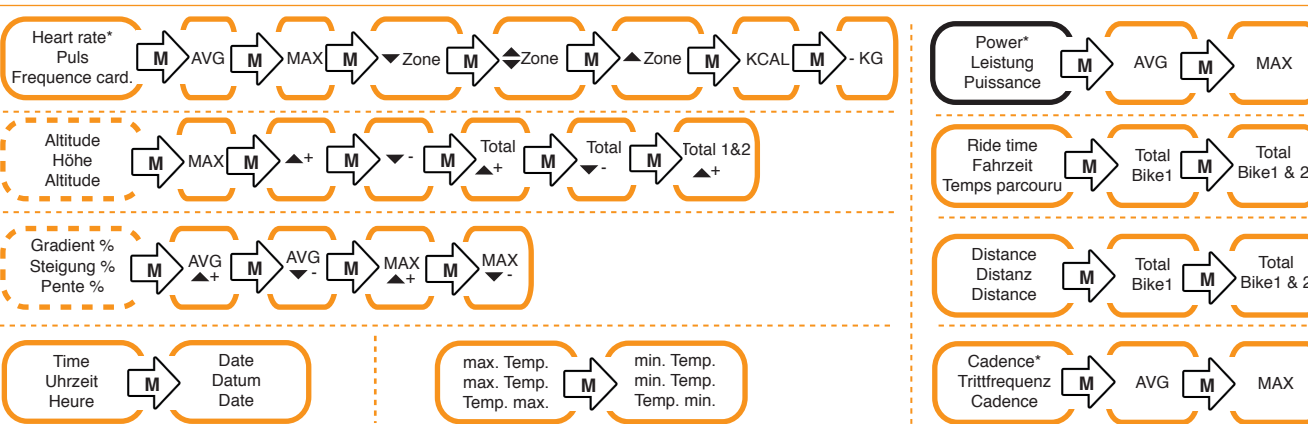 Heart rate*
Puls
Frequence card.
M AVG M MAX M ▼Zone M ▲▼Zone M ▲Zone M KCAL M - KG
Altitude
Höhe
Altitude
M MAX M ▲+ M ▼- M Total ▲+ M Total ▼- M Total 1&2 ▲+
Gradient %
Steigung %
Pente %
M AVG ▲+ M AVG ▼- M MAX ▲+ M MAX ▼-
Time
Uhrzeit
Heure
M
Date
Datum
Date
max. Temp.
max. Temp.
Temp. max.
M
min. Temp.
min. Temp.
Temp. min.
Power*
Leistung
Puissance
M AVG M MAX
Ride time
Fahrzeit
Temps parcouru
M
Total
Bike1
M
Total
Bike1 & 2
Distance
Distanz
Distance
M
Total
Bike1
M
Total
Bike1 & 2
Cadence*
Trittfrequenz
Cadence
M AVG M MAX